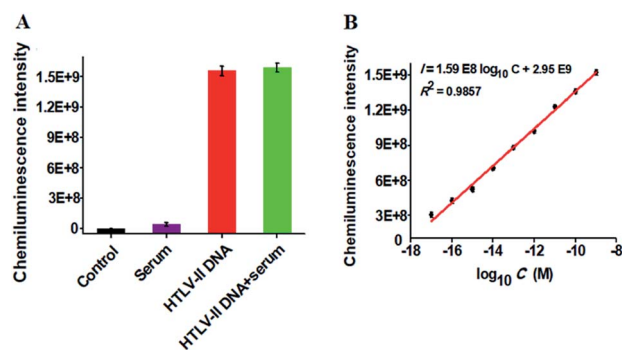 A
Chemiluminescence intensity
1.5E+9
1.2E+9
9E+8
6E+8
3E+8
0
Control
Serum
HTLV-II DNA
HTLV-II DNA+serum
B
Chemiluminescence intensity
I = 1.59 E8 log10 C + 2.95 E9
R² = 0.9857
1.5E+9
1.2E+9
9E+8
6E+8
3E+8
0
-18
-16
-14
-12
-10
-8
log10 C (M)